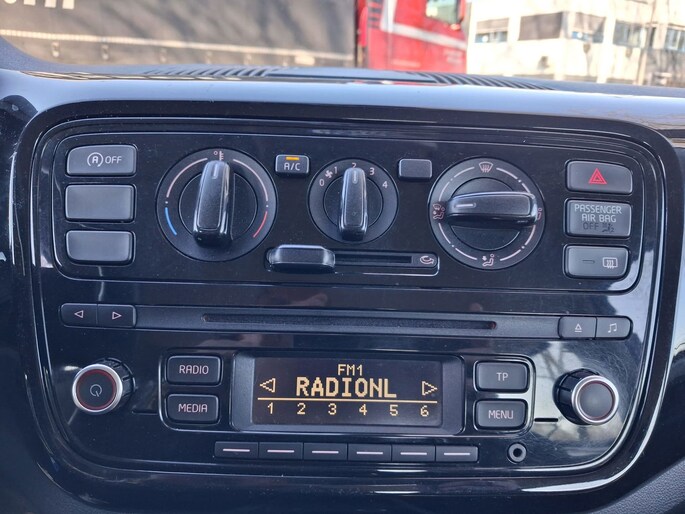 A OFF
A/C
0 1 2 3 4
PASSENGER
AIR BAG
OFF
RADIO
MEDIA
FM1
RADIONL
1 2 3 4 5 6
TP
MENU